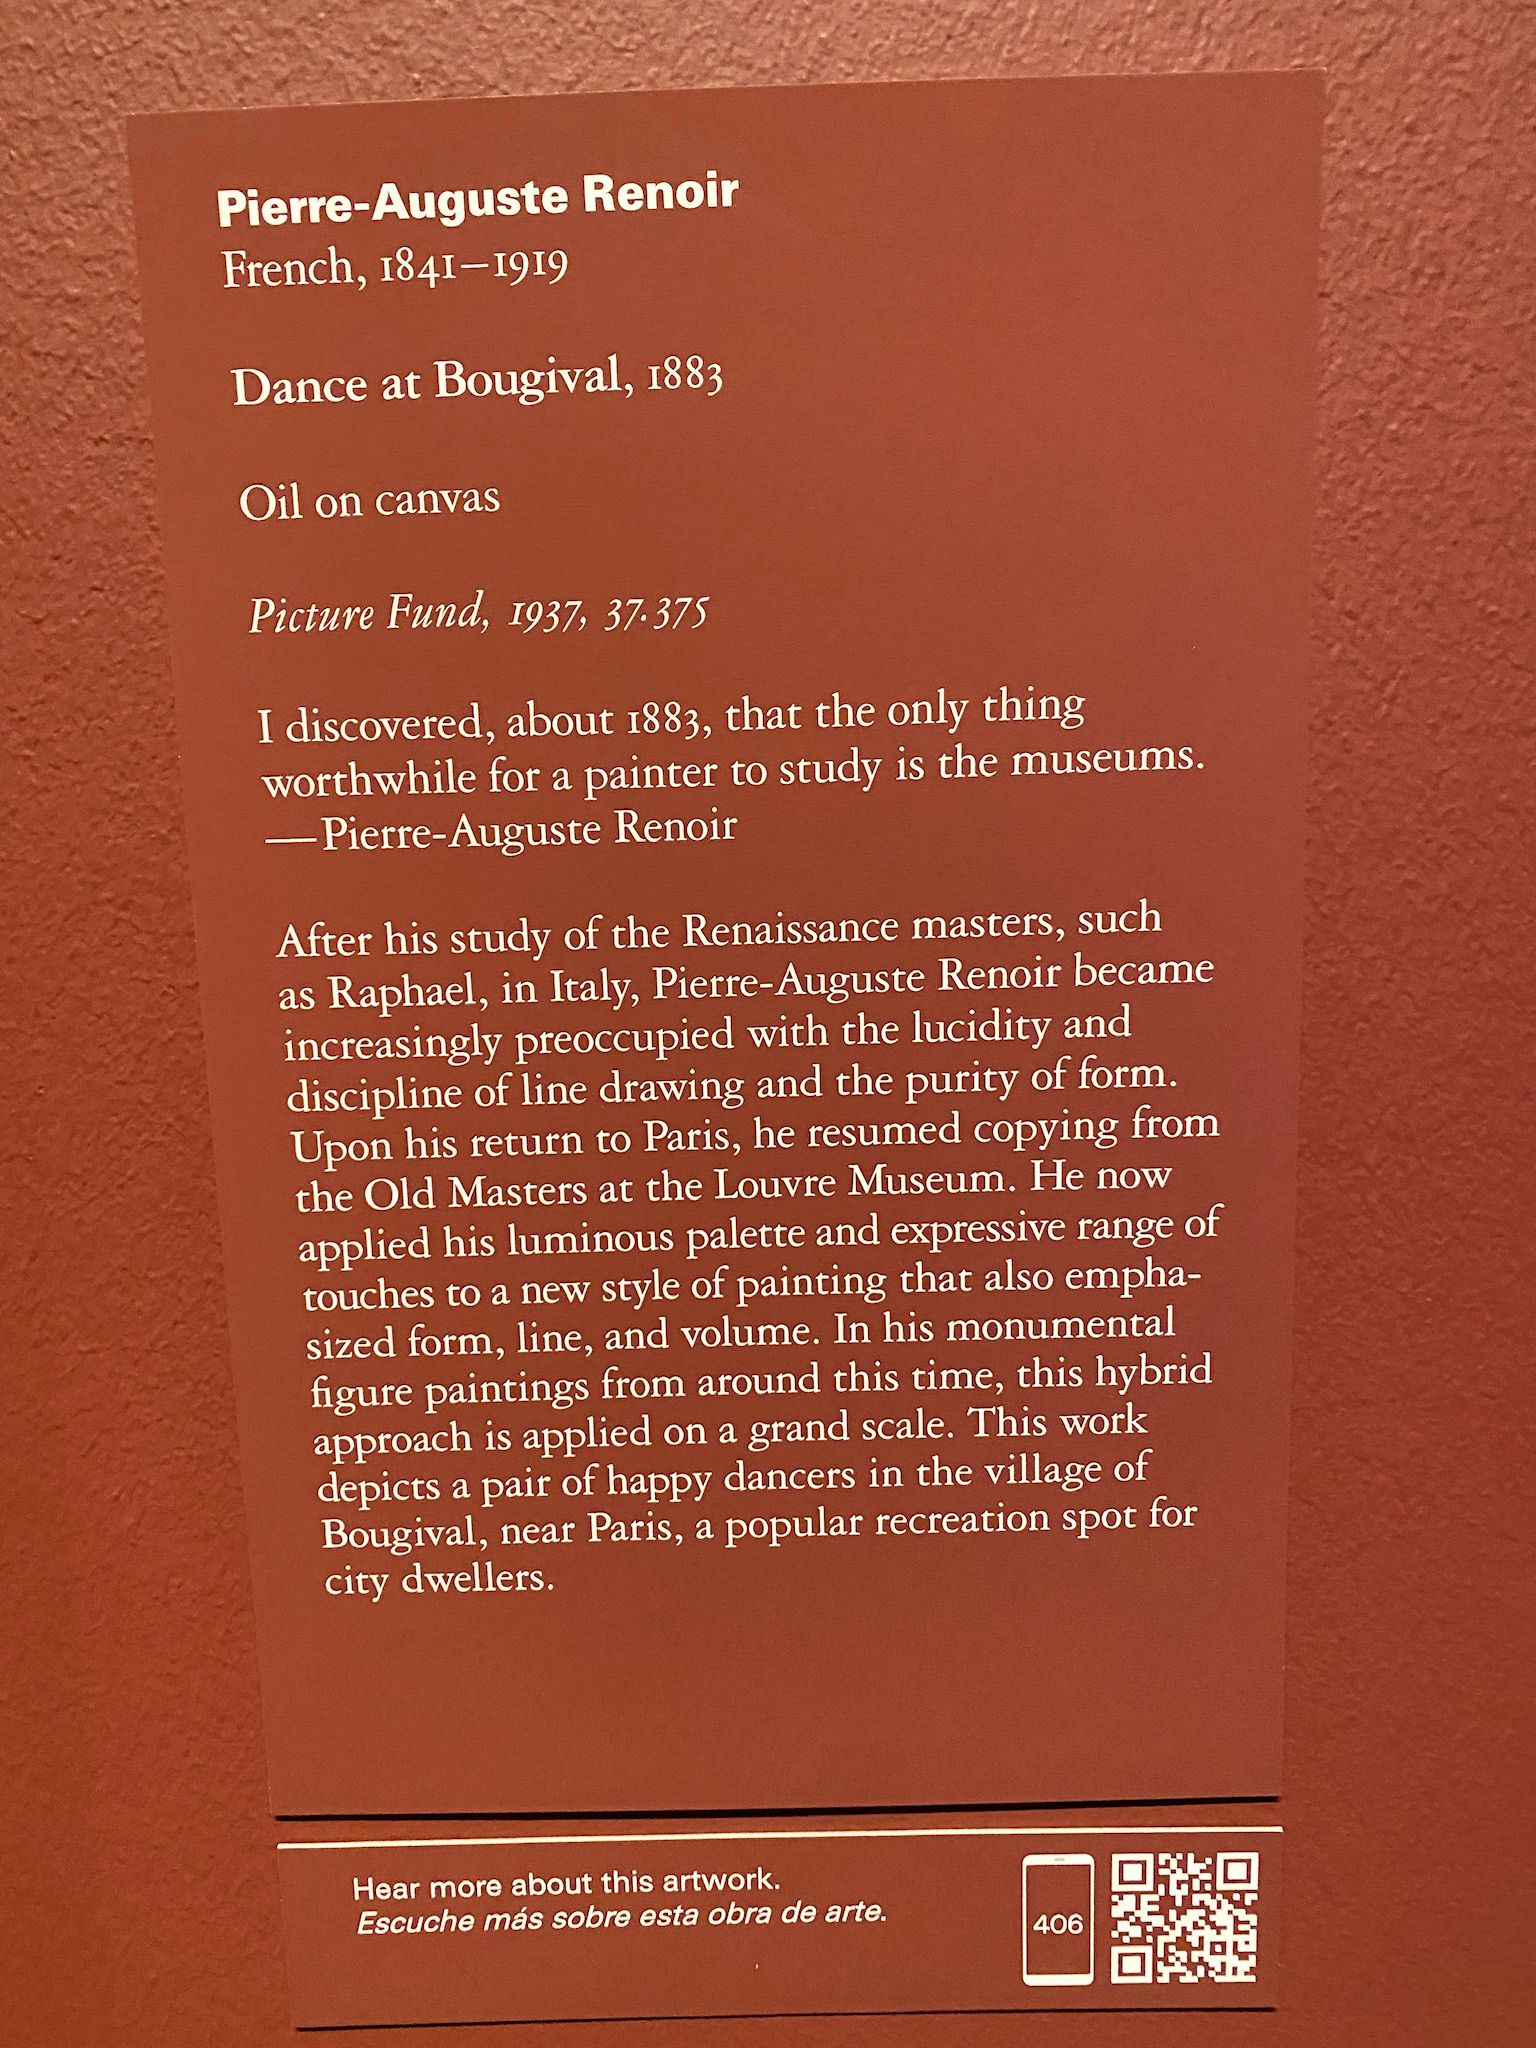 Pierre-Auguste Renoir
French, 1841–1919
Dance at Bougival, 1883
Oil on canvas
Picture Fund, 1937, 37.375
I discovered, about 1883, that the only thing
worthwhile for a painter to study is the museums.
—Pierre-Auguste Renoir
After his study of the Renaissance masters, such
as Raphael, in Italy, Pierre-Auguste Renoir became
increasingly preoccupied with the lucidity and
discipline of line drawing and the purity of form.
Upon his return to Paris, he resumed copying from
the Old Masters at the Louvre Museum. He now
applied his luminous palette and expressive range of
touches to a new style of painting that also empha-
sized form, line, and volume. In his monumental
figure paintings from around this time, this hybrid
approach is applied on a grand scale. This work
depicts a pair of happy dancers in the village of
Bougival, near Paris, a popular recreation spot for
city dwellers.
Hear more about this artwork.
Escuche más sobre esta obra de arte.
406